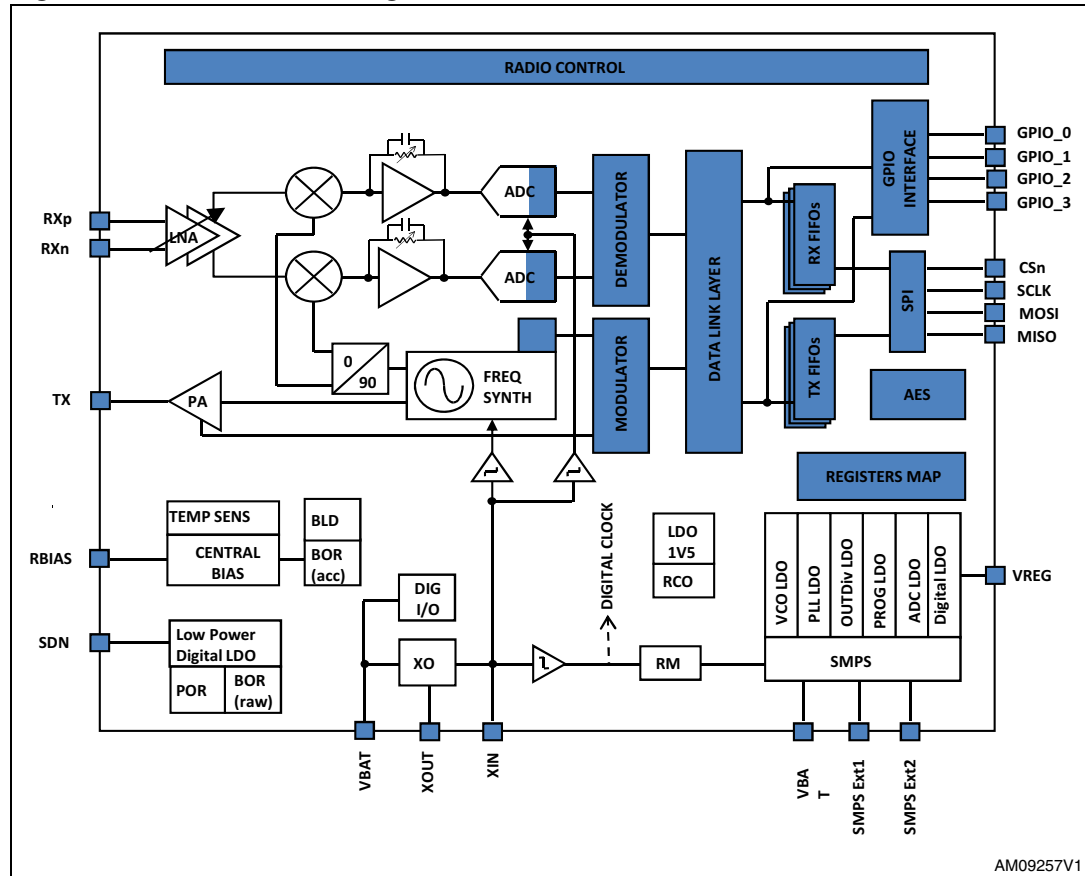 RADIO CONTROL
RXp
RXn
LNA
ADC
ADC
DEMODULATOR
MODULATOR
DATA LINK LAYER
RX FIFOs
TX FIFOs
GPIO
INTERFACE
SPI
GPIO_0
GPIO_1
GPIO_2
GPIO_3
CSn
SCLK
MOSI
MISO
0
90
FREQ
SYNTH
TX
PA
AES
REGISTERS MAP
TEMP SENS
CENTRAL
BIAS
BLD
BOR
(acc)
RBIAS
SDN
Low Power
Digital LDO
POR
BOR
(raw)
DIG
I/O
XO
DIGITAL CLOCK
RM
LDO
1V5
RCO
VCO LDO
PLL LDO
OUTDiv LDO
PROG LDO
ADC LDO
Digital LDO
SMPS
VREG
VBAT
XOUT
XIN
VBA
T
SMPS Ext1
SMPS Ext2
AM09257V1